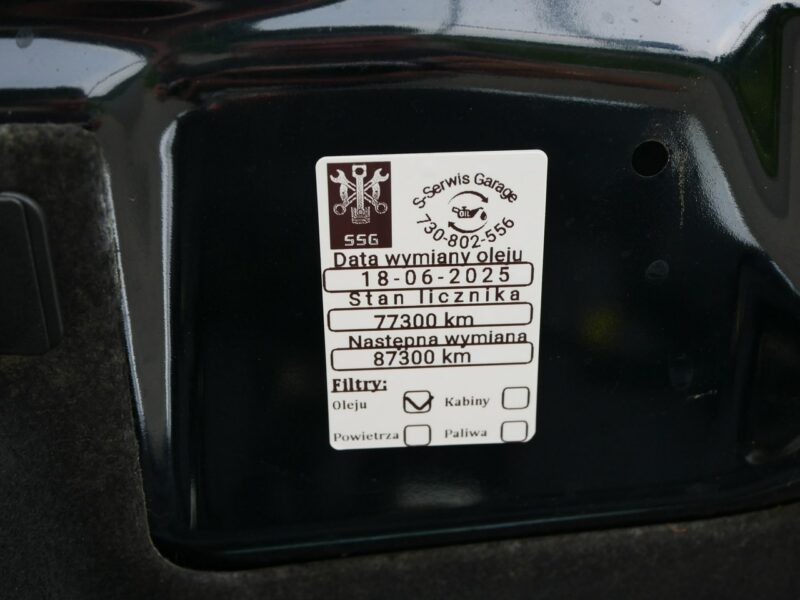 SSG
S-Serwis Garage
OIL
730-802-556
Data wymiany oleju
18-06-2025
Stan licznika
77300 km
Następna wymiana
87300 km
Filtry:
Oleju Kabiny
Powietrza Paliwa